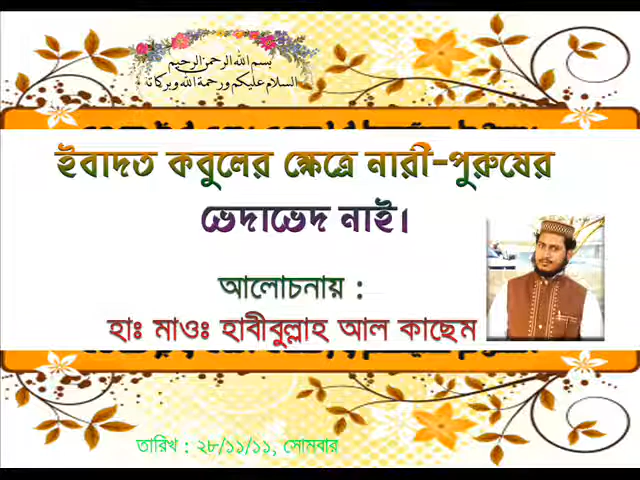 بسم الله الرحمن الرحيم
السلام عليكم ورحمة الله وبركاته
ইবাদত কবুলের ক্ষেত্রে নারী-পুরুষের
ভেদাভেদ নাই।
আলোচনায় :
হাঃ মাওঃ হাবীবুল্লাহ আল কাছেম
তারিখ : ২৮/১১/১১, সোমবার